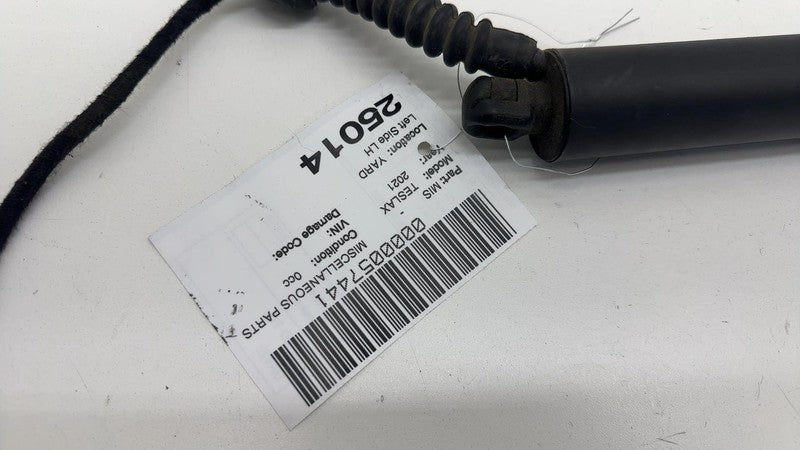 0000057441
Part: MIS
Model: TESLAX
Year: 2021
MISCELLANEOUS PARTS
Condition: 0cc
VIN:
Damage Code:
Location: YARD
Left Side LH
25014